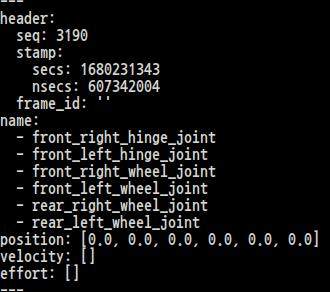 ---
header:
  seq: 3190
  stamp:
    secs: 1680231343
    nsecs: 607342004
  frame_id: ''
name:
  - front_right_hinge_joint
  - front_left_hinge_joint
  - front_right_wheel_joint
  - front_left_wheel_joint
  - rear_right_wheel_joint
  - rear_left_wheel_joint
position: [0.0, 0.0, 0.0, 0.0, 0.0, 0.0]
velocity: []
effort: []
---